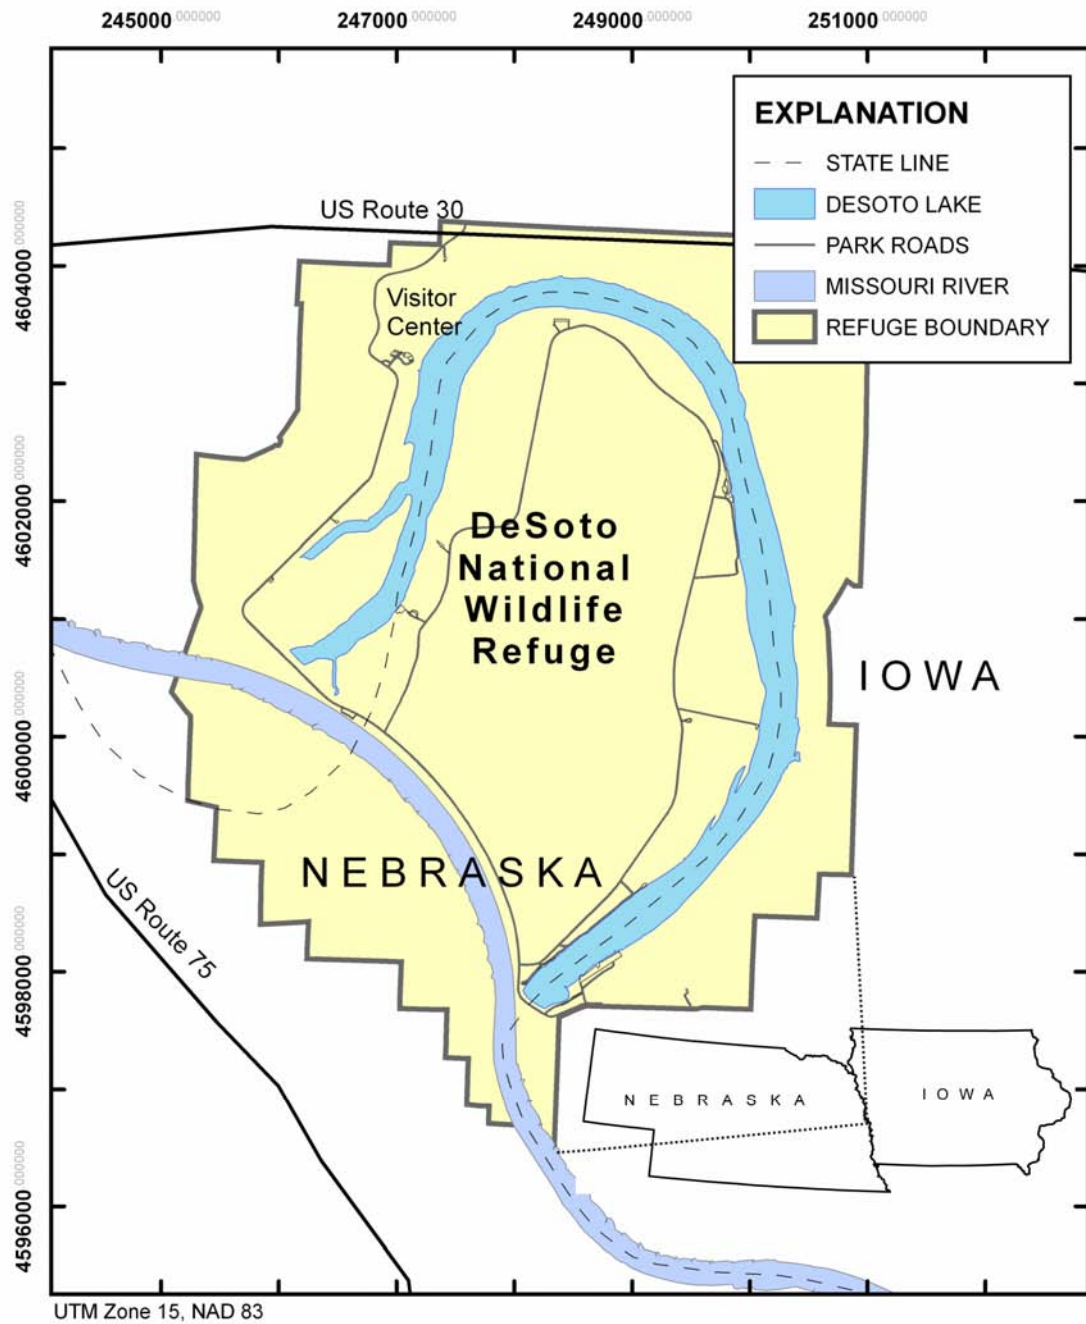 245000.000000 247000.000000 249000.000000 251000.000000
EXPLANATION
STATE LINE
DESOTO LAKE
PARK ROADS
MISSOURI RIVER
REFUGE BOUNDARY
US Route 30
4604000.000000
Visitor
Center
4602000.000000
DeSoto
National
Wildlife
Refuge
IOWA
4600000.000000
NEBRASKA
US Route 75
4598000.000000
NEBRASKA
IOWA
4596000.000000
UTM Zone 15, NAD 83